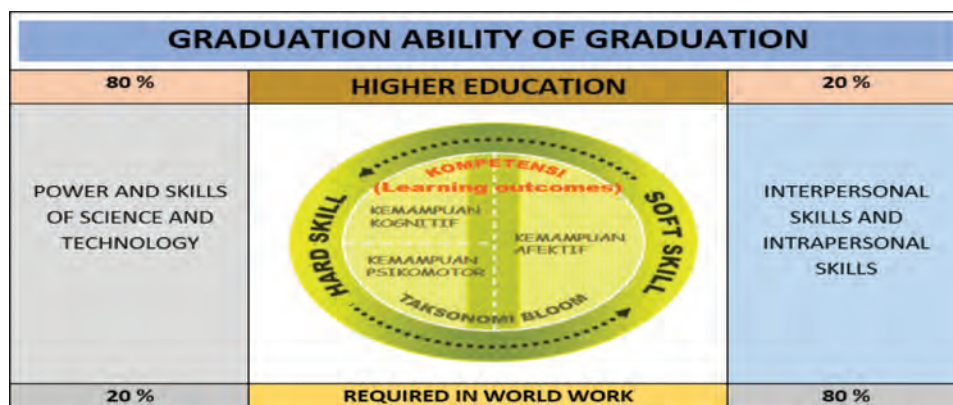 GRADUATION ABILITY OF GRADUATION
80 %
HIGHER EDUCATION
20 %
POWER AND SKILLS
OF SCIENCE AND
TECHNOLOGY
KOMPETENSI
(Learning outcomes)
HARD SKILL
KEMAMPUAN
KOGNITIF
KEMAMPUAN
PSIKOMOTOR
KEMAMPUAN
AFEKTIF
SOFT SKILL
TAKSONOMI BLOOM
INTERPERSONAL
SKILLS AND
INTRAPERSONAL
SKILLS
20 %
REQUIRED IN WORLD WORK
80 %